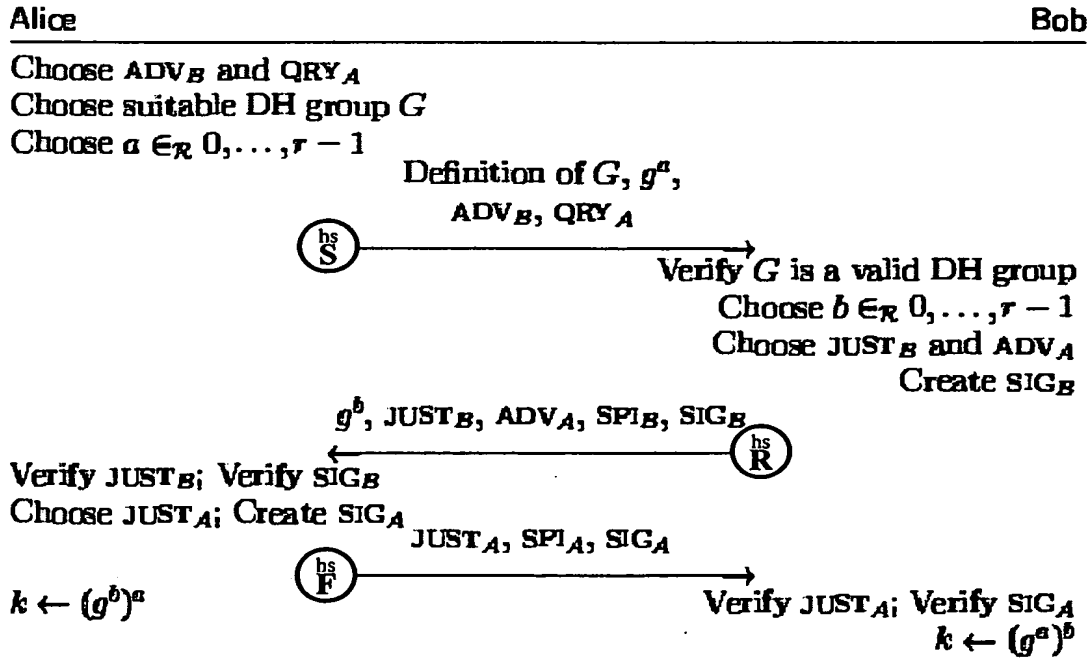 Alice Bob
Choose ADV_B and QRY_A
Choose suitable DH group G
Choose a ∈_R 0,...,r − 1
Definition of G, g^a,
ADV_B, QRY_A
hs
S
Verify G is a valid DH group
Choose b ∈_R 0,...,r − 1
Choose JUST_B and ADV_A
Create SIG_B
g^b, JUST_B, ADV_A, SPI_B, SIG_B
hs
R
Verify JUST_B; Verify SIG_B
Choose JUST_A; Create SIG_A
JUST_A, SPI_A, SIG_A
hs
F
k ← (g^b)^a
Verify JUST_A; Verify SIG_A
k ← (g^a)^b